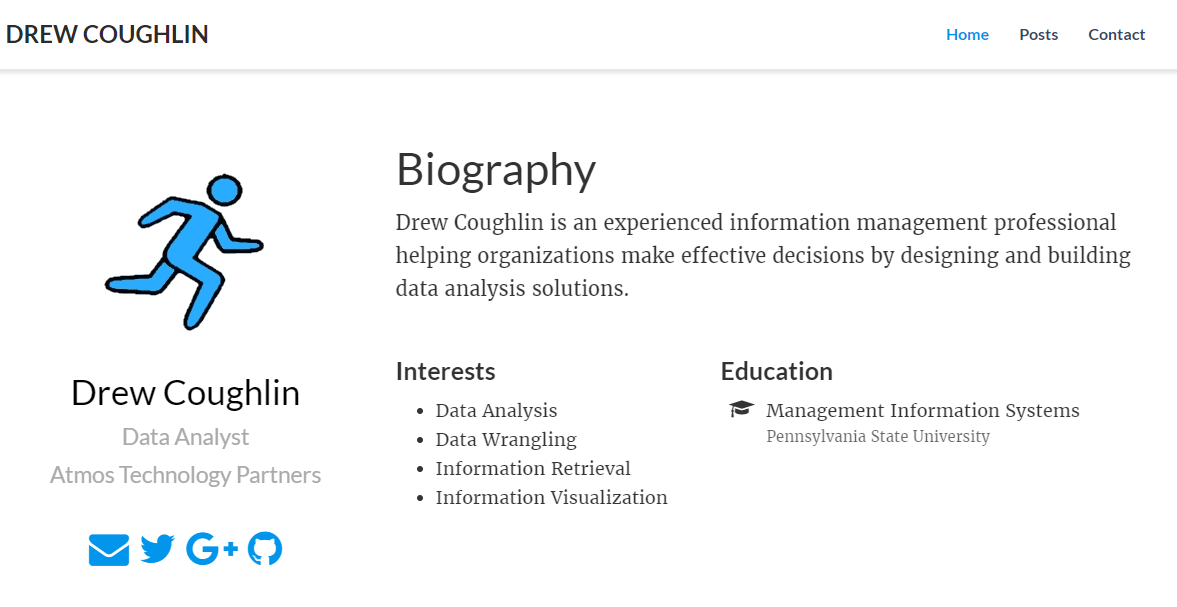 DREW COUGHLIN
Home Posts Contact
Biography
Drew Coughlin is an experienced information management professional
helping organizations make effective decisions by designing and building
data analysis solutions.
Drew Coughlin
Data Analyst
Atmos Technology Partners
Interests
Data Analysis
Data Wrangling
Information Retrieval
Information Visualization
Education
Management Information Systems
Pennsylvania State University
G+